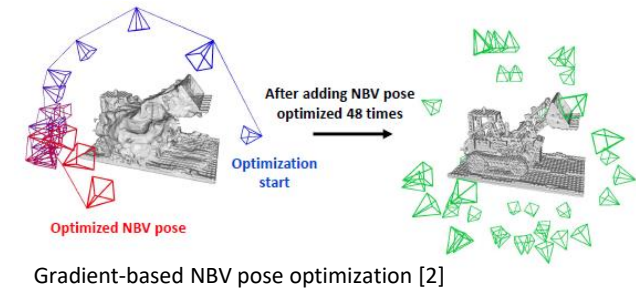 After adding NBV pose
optimized 48 times
Optimization
start
Optimized NBV pose
Gradient-based NBV pose optimization [2]